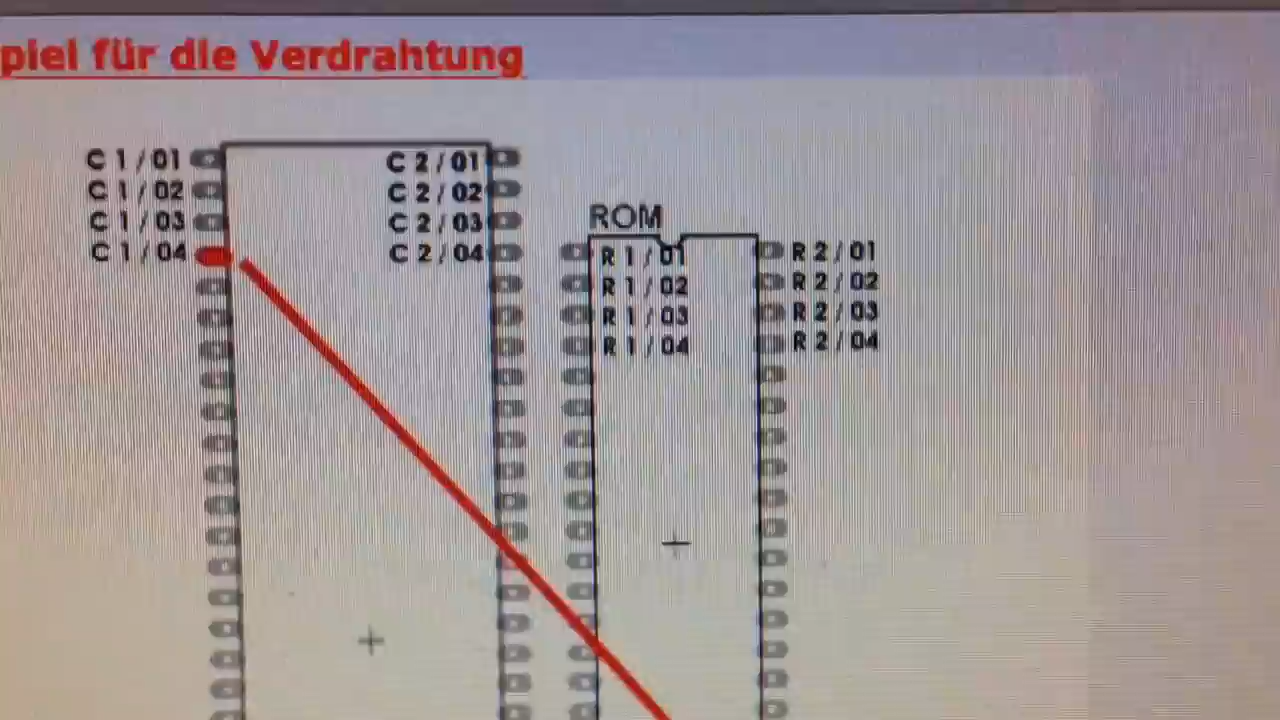 piel für die Verdrahtung
C 1/01
C 1/02
C 1/03
C 1/04
C 2/01
C 2/02
C 2/03
C 2/04
ROM
R 1/01
R 1/02
R 1/03
R 1/04
R 2/01
R 2/02
R 2/03
R 2/04